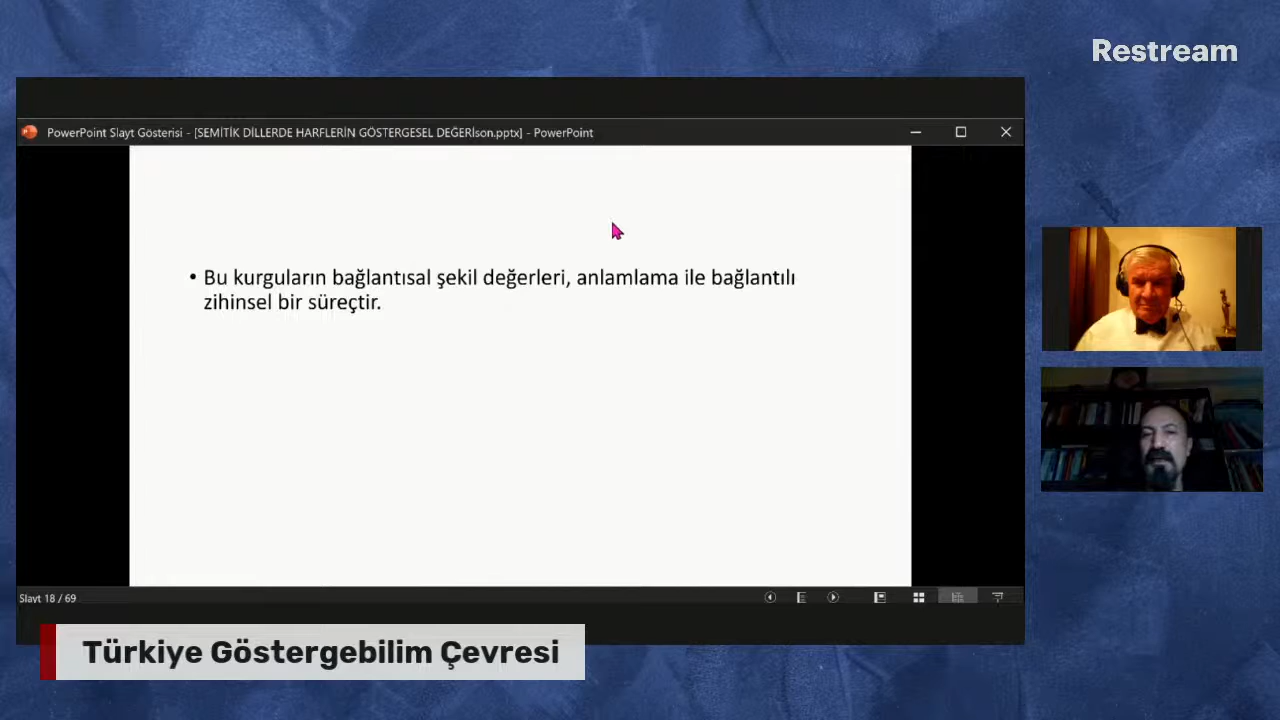 Restream
PowerPoint Slayt Gösterisi - [SEMİTİK DİLLERDE HARFLERİN GÖSTERGESEL DEĞERİson.pptx] - PowerPoint
• Bu kurguların bağlantısal şekil değerleri, anlamlama ile bağlantılı
zihinsel bir süreçtir.
Slayt 18 / 69
Türkiye Göstergebilim Çevresi